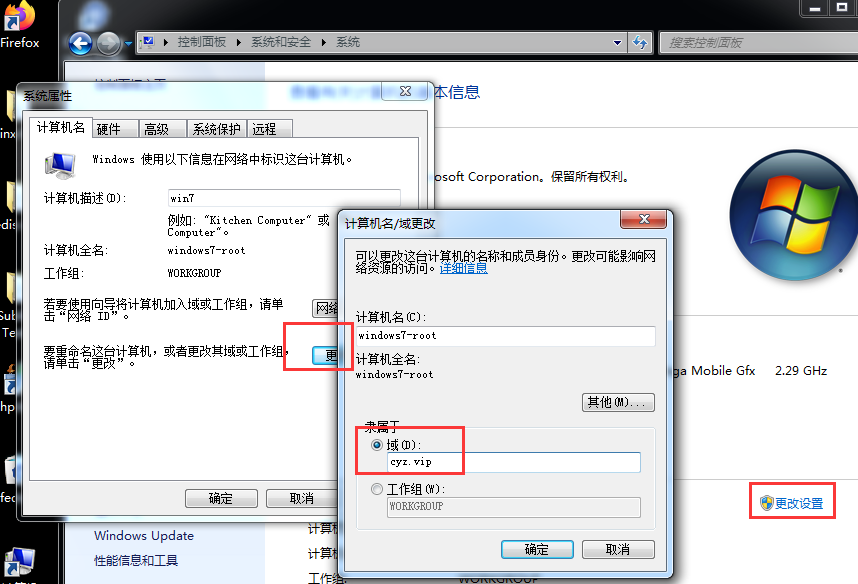 Firefox
控制面板 系统和安全 系统
搜索控制面板
本信息
osoft Corporation。保留所有权利。
ga Mobile Gfx 2.29 GHz
更改设置
Windows Update
性能信息和工具
计算机
计算机
工作组:
WORKGROUP
系统属性
计算机名 硬件 高级 系统保护 远程
Windows 使用以下信息在网络中标识这台计算机。
计算机描述(D): win7
例如: "Kitchen Computer" 或
Computer"。
计算机全名: windows7-root
工作组: WORKGROUP
若要使用向导将计算机加入域或工作组，请单
击"网络 ID"。
网络
要重命名这台计算机，或者更改其域或工作组，
请单击"更改"。
更
确定 取消
计算机名/域更改
可以更改这台计算机的名称和成员身份。更改可能影响网
络资源的访问。详细信息
计算机名(C):
windows7-root
计算机全名:
windows7-root
其他(M)...
隶属于
域(D):
cyz.vip
工作组(W):
WORKGROUP
确定 取消